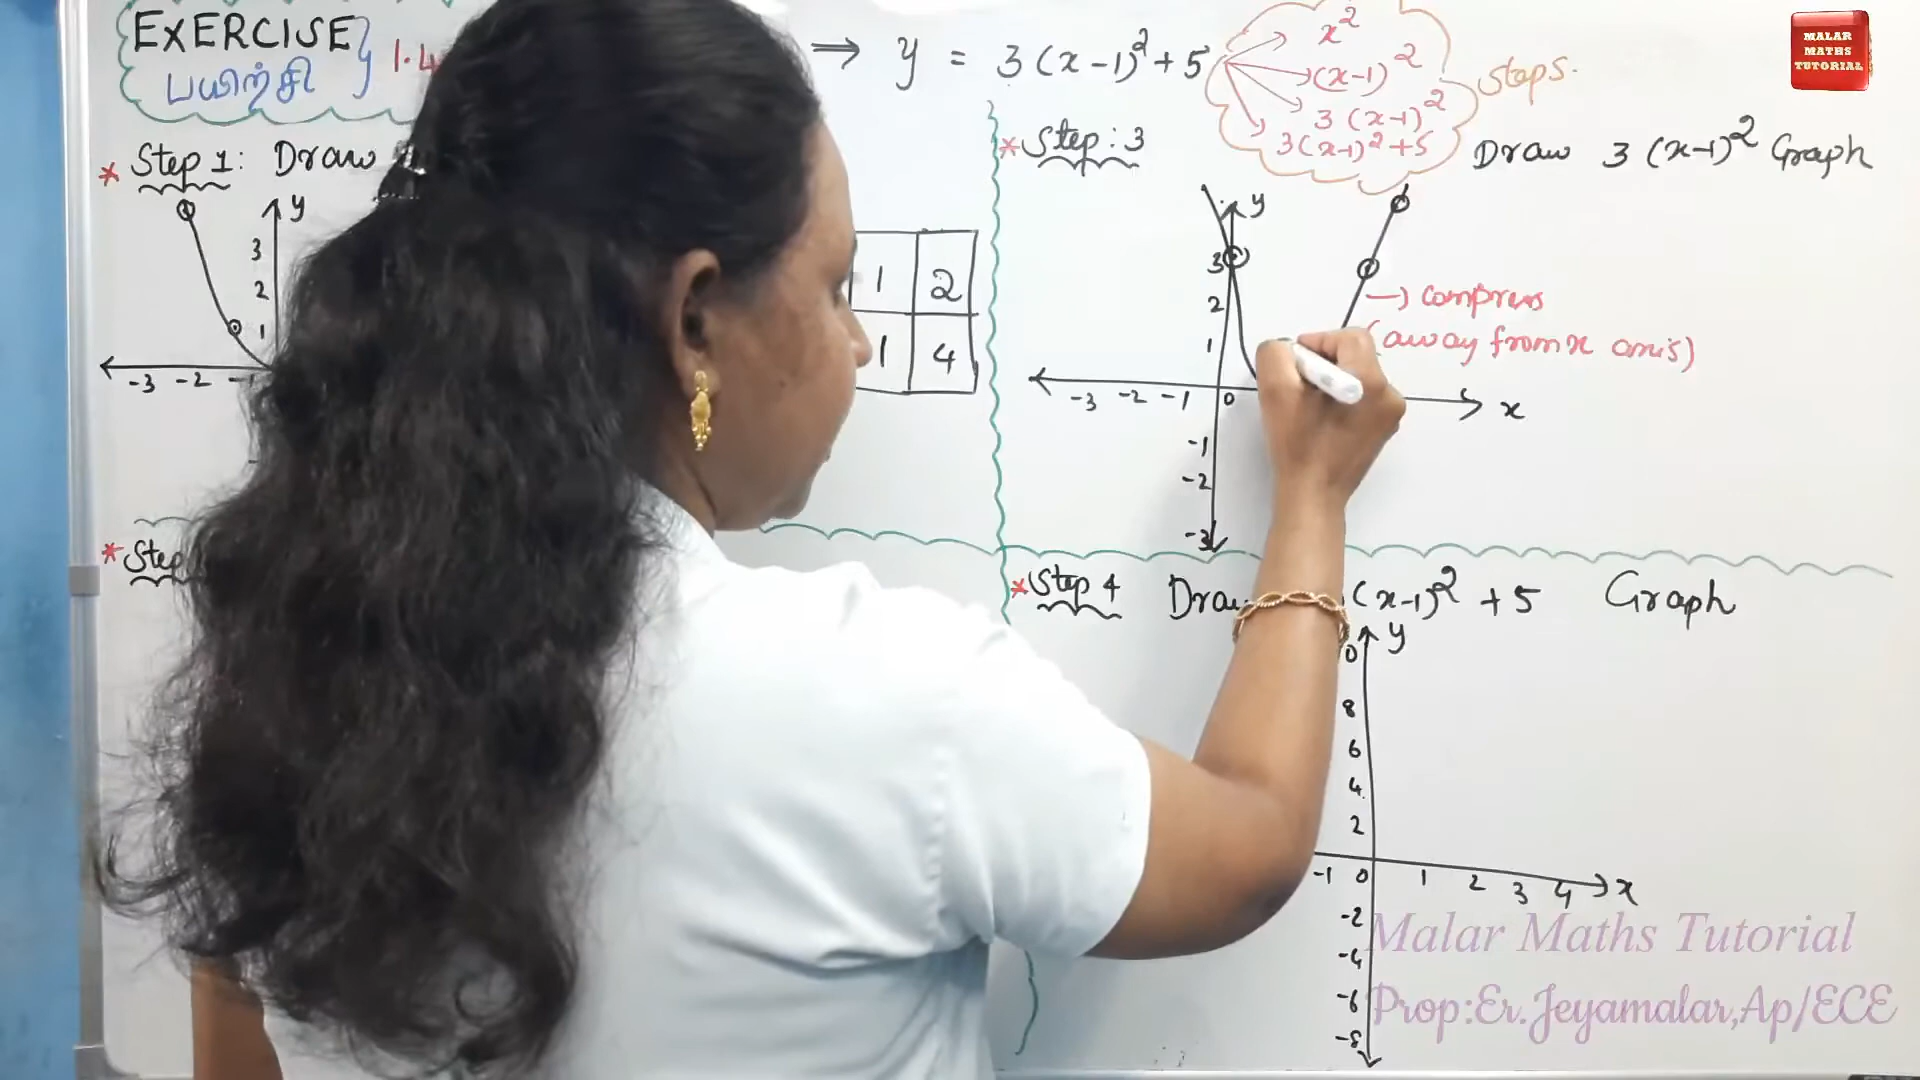 EXERCISE
பயிற்சி
1.4
⇒ y = 3(x-1)²+5
x²
(x-1)²
3(x-1)²
3(x-1)²+5
steps.
MALAR
MATHS
TUTORIAL
* Step 1: Draw
y
3
2
1
-3 -2 -1
1 2
1 4
* Step : 3
Draw 3(x-1)² Graph
y
3
2
1
-3 -2 -1 0
x
-1
-2
-3
→ compress
(away from x axis)
* Step
* Step 4
(x-1)² + 5 Graph
y
0
8
6
4
2
-1 0 1 2 3 4 x
-2
-4
-6
-8
Malar Maths Tutorial
Prop:Er.Jeyamalar,Ap/ECE